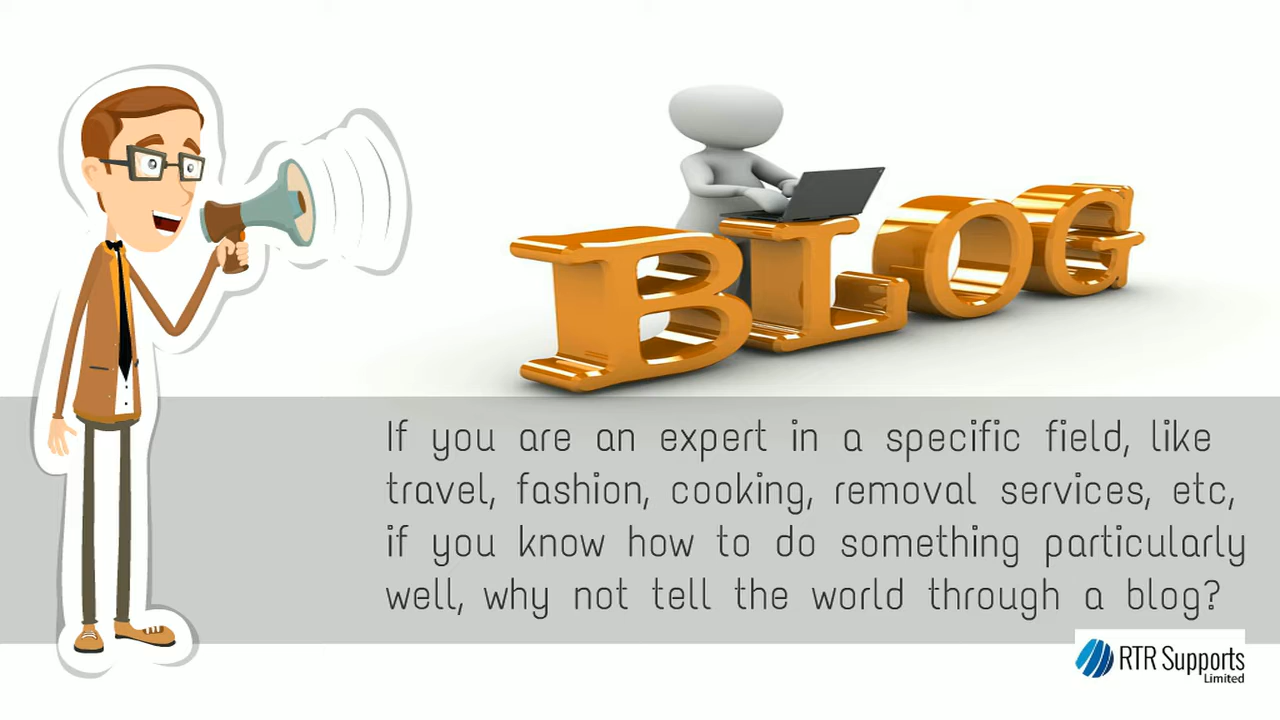 BLOG
If you are an expert in a specific field, like
travel, fashion, cooking, removal services, etc,
if you know how to do something particularly
well, why not tell the world through a blog?
RTR Supports
Limited